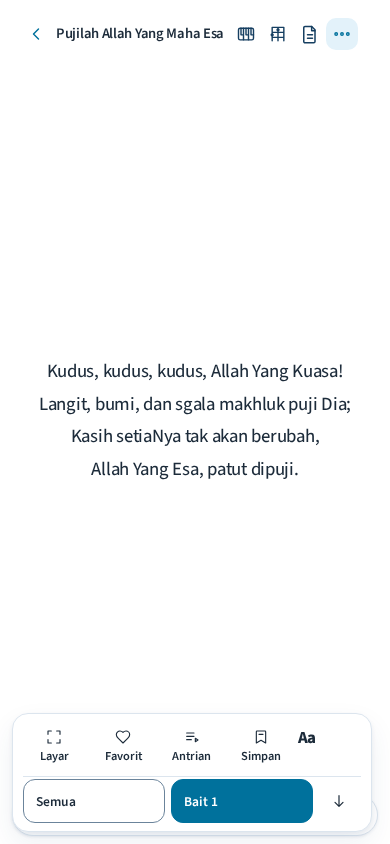 Pujilah Allah Yang Maha Esa
Kudus, kudus, kudus, Allah Yang Kuasa!
Langit, bumi, dan sgala makhluk puji Dia;
Kasih setiaNya tak akan berubah,
Allah Yang Esa, patut dipuji.
Layar Favorit Antrian Simpan Aa
Semua Bait 1